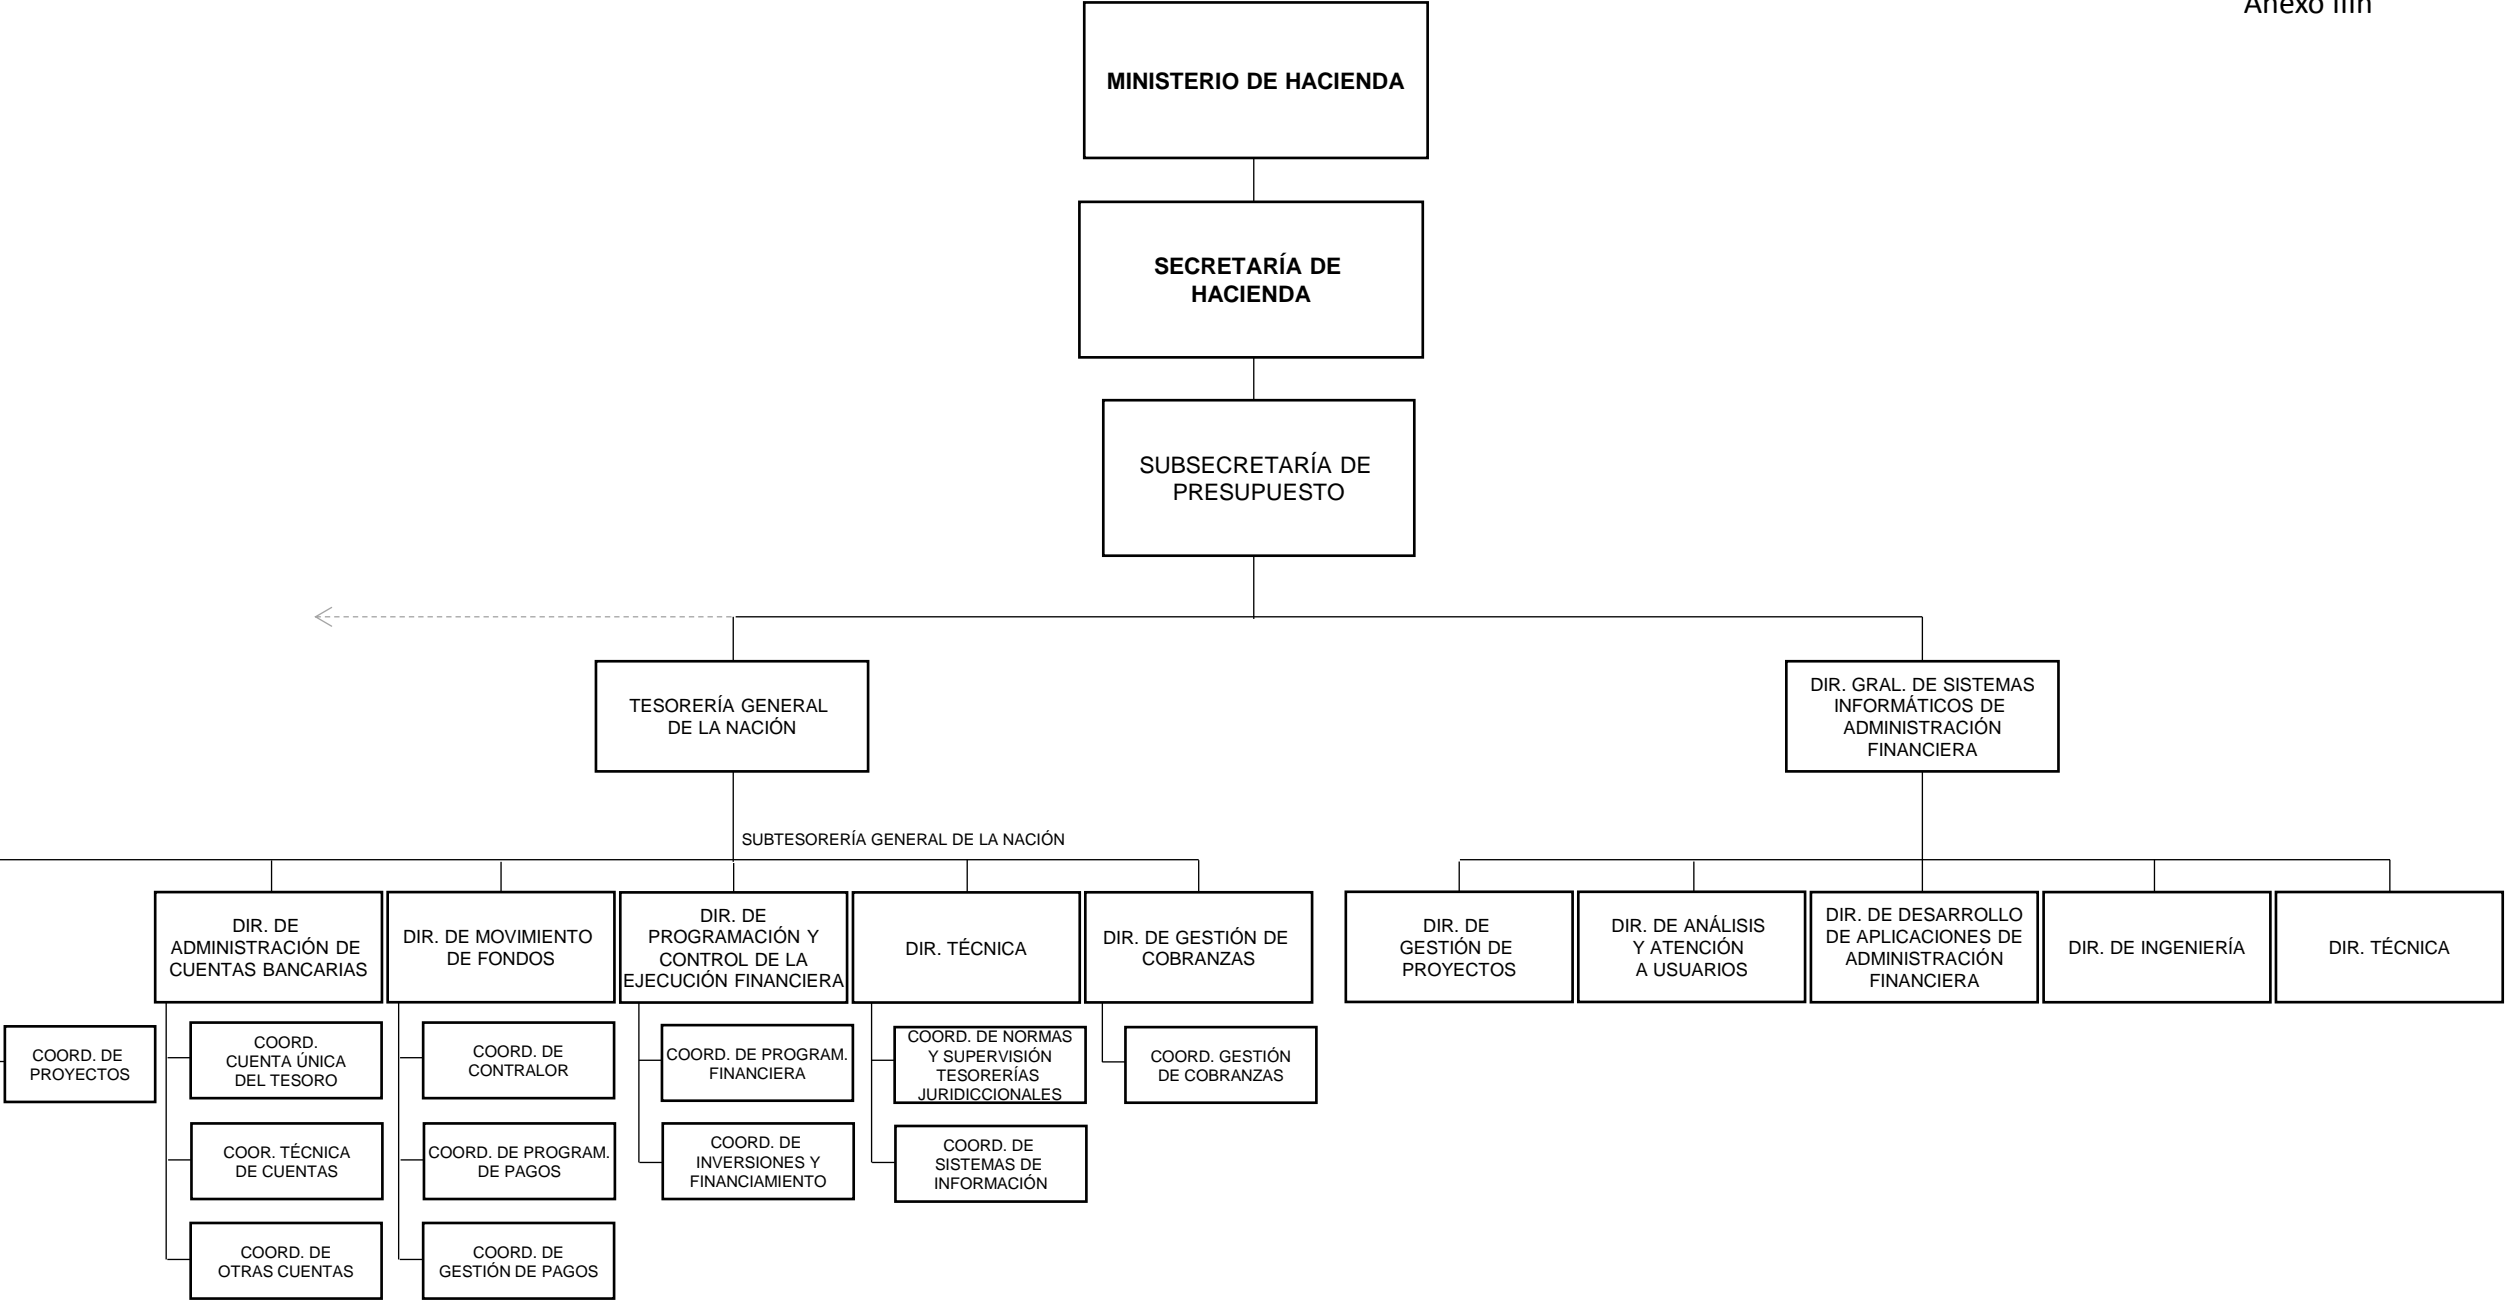 Anexo IIIh
MINISTERIO DE HACIENDA
SECRETARÍA DE
HACIENDA
SUBSECRETARÍA DE
PRESUPUESTO
TESORERÍA GENERAL
DE LA NACIÓN
DIR. GRAL. DE SISTEMAS
INFORMÁTICOS DE
ADMINISTRACIÓN
FINANCIERA
SUBTESORERÍA GENERAL DE LA NACIÓN
DIR. DE
ADMINISTRACIÓN DE
CUENTAS BANCARIAS
DIR. DE MOVIMIENTO
DE FONDOS
DIR. DE
PROGRAMACIÓN Y
CONTROL DE LA
EJECUCIÓN FINANCIERA
DIR. TÉCNICA
DIR. DE GESTIÓN DE
COBRANZAS
DIR. DE
GESTIÓN DE
PROYECTOS
DIR. DE ANÁLISIS
Y ATENCIÓN
A USUARIOS
DIR. DE DESARROLLO
DE APLICACIONES DE
ADMINISTRACIÓN
FINANCIERA
DIR. DE INGENIERÍA
DIR. TÉCNICA
COORD. DE
PROYECTOS
COORD.
CUENTA ÚNICA
DEL TESORO
COORD. DE
CONTRALOR
COORD. DE PROGRAM.
FINANCIERA
COORD. DE NORMAS
Y SUPERVISIÓN
TESORERÍAS
JURIDICCIONALES
COORD. GESTIÓN
DE COBRANZAS
COOR. TÉCNICA
DE CUENTAS
COORD. DE PROGRAM.
DE PAGOS
COORD. DE
INVERSIONES Y
FINANCIAMIENTO
COORD. DE
SISTEMAS DE
INFORMACIÓN
COORD. DE
OTRAS CUENTAS
COORD. DE
GESTIÓN DE PAGOS